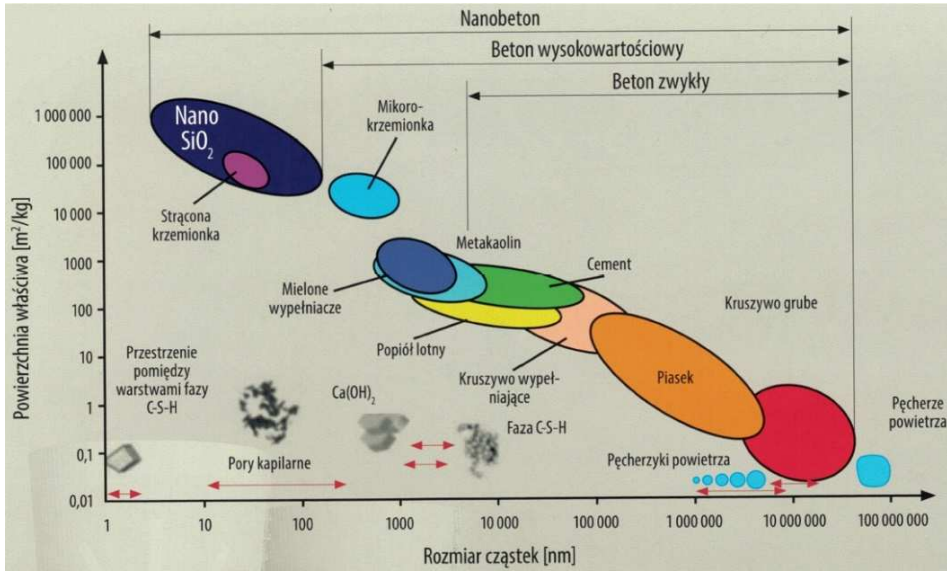 Nanobeton
Beton wysokowartościowy
Beton zwykły
Powierzchnia właściwa [m²/kg]
1 000 000
100 000
10 000
1000
100
10
1
0,1
0,01
Nano
SiO₂
Strącona
krzemionka
Mikoro-
krzemionka
Metakaolin
Cement
Mielone
wypełniacze
Popiół lotny
Kruszywo wypeł-
niające
Kruszywo grube
Piasek
Przestrzenie
pomiędzy
warstwami fazy
C-S-H
Ca(OH)₂
Faza C-S-H
Pory kapilarne
Pęcherzyki powietrza
Pęcherze
powietrza
1
10
100
1000
10 000
100 000
1 000 000
10 000 000
100 000 000
Rozmiar cząstek [nm]